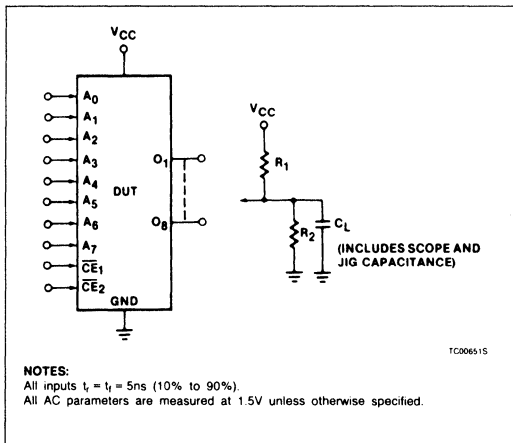 VCC
A0
A1
A2
A3
A4
A5
A6
A7
CE1
CE2
DUT
O1
O8
GND
VCC
R1
R2
CL
(INCLUDES SCOPE AND
JIG CAPACITANCE)
TC00651S
NOTES:
All inputs tr = tf = 5ns (10% to 90%).
All AC parameters are measured at 1.5V unless otherwise specified.